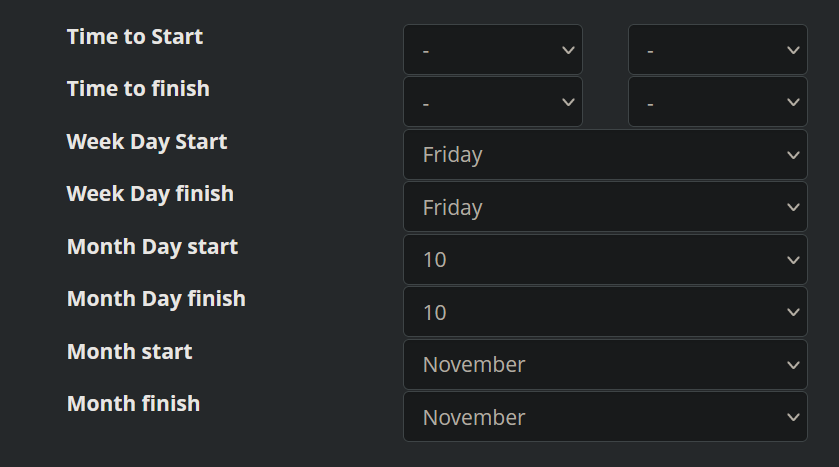 Time to Start - -
Time to finish - -
Week Day Start Friday
Week Day finish Friday
Month Day start 10
Month Day finish 10
Month start November
Month finish November